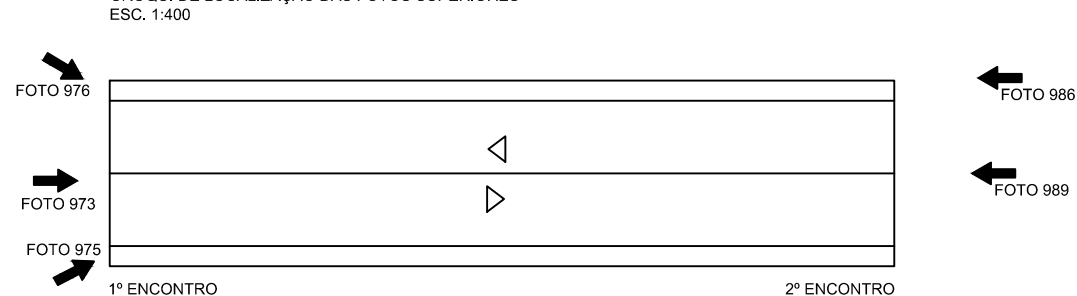 ESC. 1:400
FOTO 976
FOTO 986
FOTO 973
FOTO 989
FOTO 975
1º ENCONTRO
2º ENCONTRO